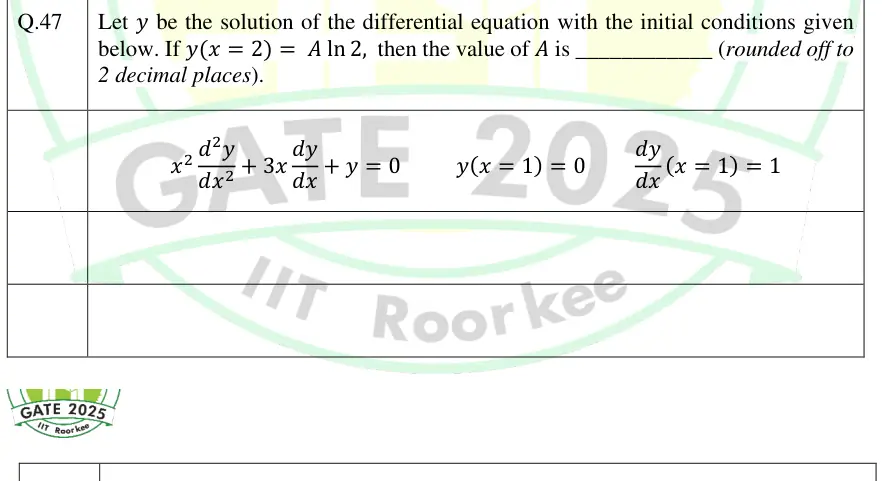 Q.47 Let y be the solution of the differential equation with the initial conditions given
below. If y(x = 2) = A ln 2, then the value of A is ____________ (rounded off to
2 decimal places).
x² d²y/dx² + 3x dy/dx + y = 0 y(x = 1) = 0 dy/dx (x = 1) = 1
GATE 2025
IIT Roorkee
GATE 2025
IIT Roorkee